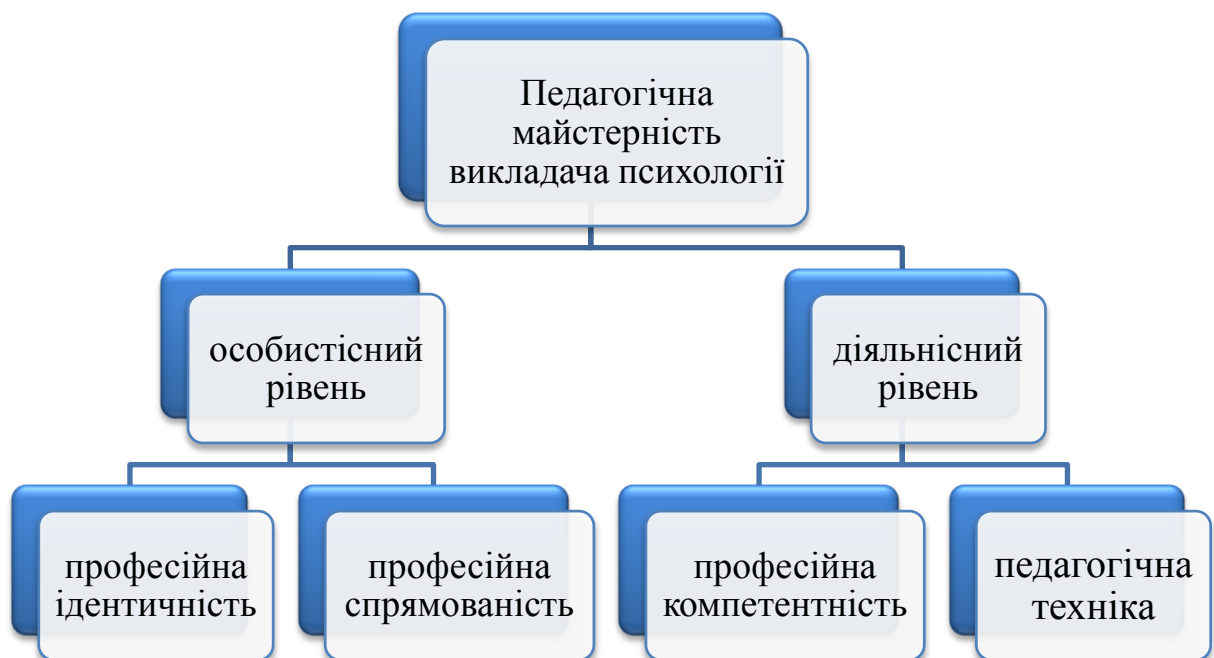 Педагогічна
майстерність
викладача психології
особистісний
рівень
діяльнісний
рівень
професійна
ідентичність
професійна
спрямованість
професійна
компетентність
педагогічна
техніка